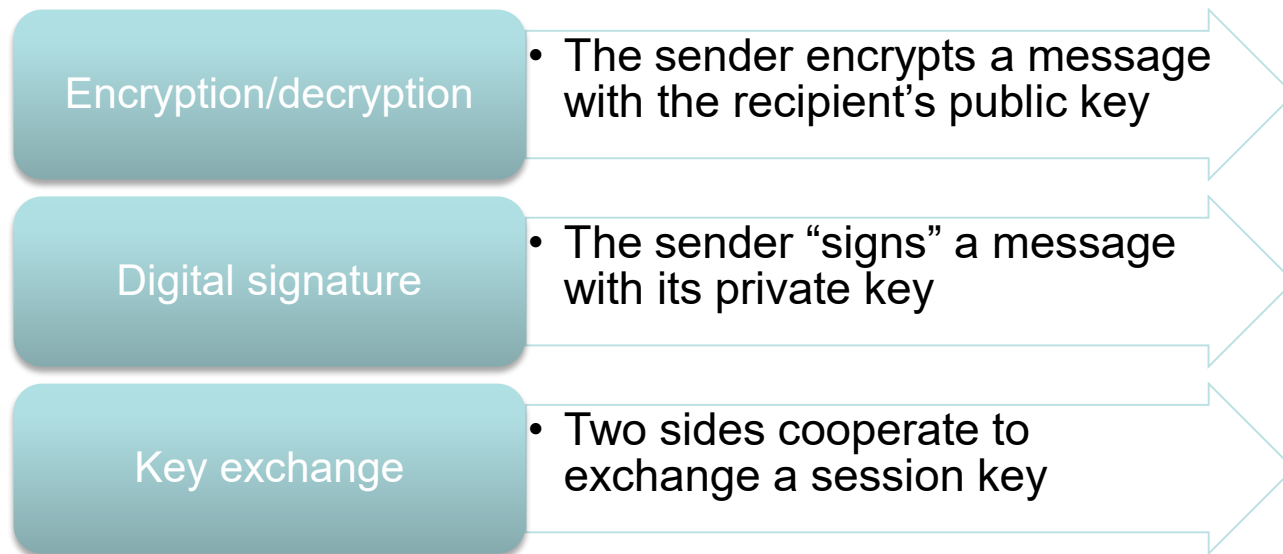 Encryption/decryption
• The sender encrypts a message
with the recipient’s public key
Digital signature
• The sender “signs” a message
with its private key
Key exchange
• Two sides cooperate to
exchange a session key